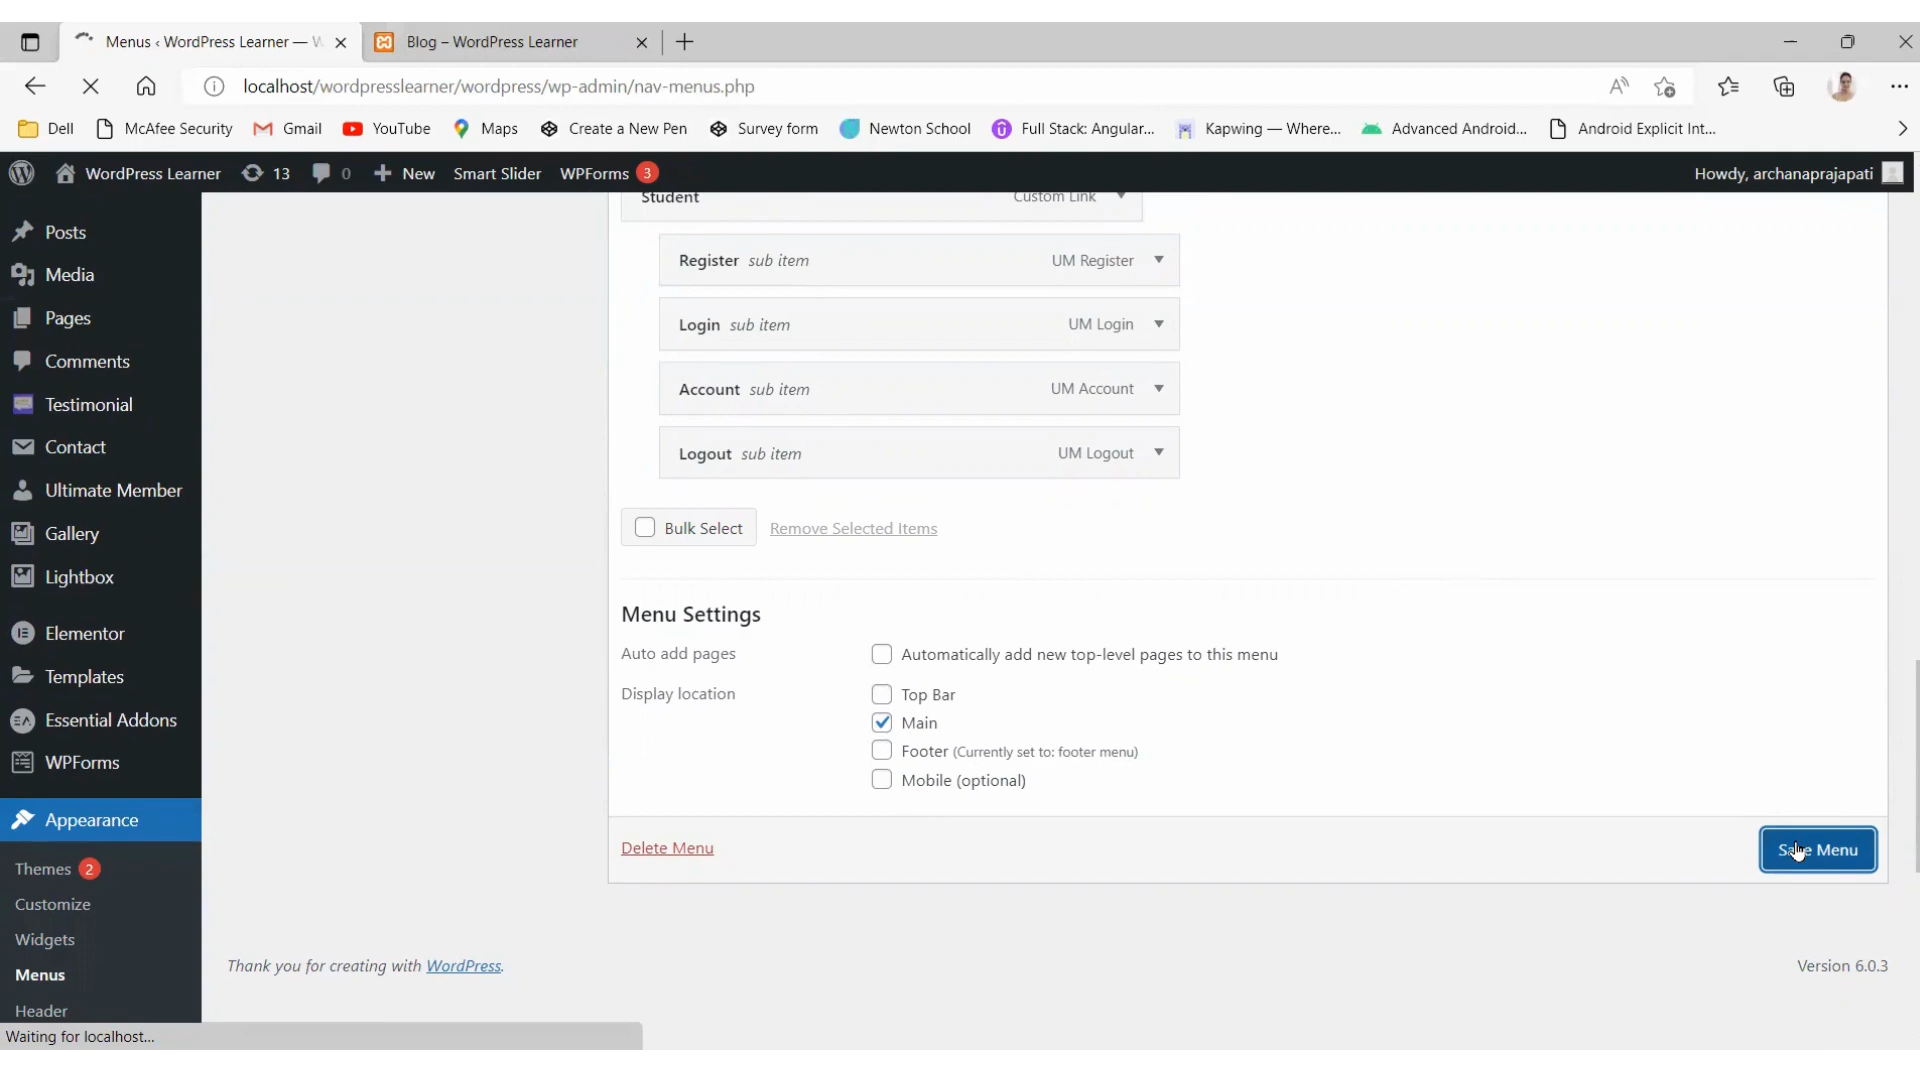 Menus ‹ WordPress Learner — W
Blog – WordPress Learner
localhost/wordpresslearner/wordpress/wp-admin/nav-menus.php
Dell
McAfee Security
Gmail
YouTube
Maps
Create a New Pen
Survey form
Newton School
Full Stack: Angular...
Kapwing — Where...
Advanced Android...
Android Explicit Int...
WordPress Learner
13
0
New
Smart Slider
WPForms 3
Howdy, archanaprajapati
Posts
Media
Pages
Comments
Testimonial
Contact
Ultimate Member
Gallery
Lightbox
Elementor
Templates
Essential Addons
WPForms
Appearance
Themes 2
Customize
Widgets
Menus
Header
Student Custom Link
Register sub item UM Register
Login sub item UM Login
Account sub item UM Account
Logout sub item UM Logout
Bulk Select Remove Selected Items
Menu Settings
Auto add pages
Automatically add new top-level pages to this menu
Display location
Top Bar
Main
Footer (Currently set to: footer menu)
Mobile (optional)
Delete Menu
Save Menu
Thank you for creating with WordPress.
Version 6.0.3
Waiting for localhost...